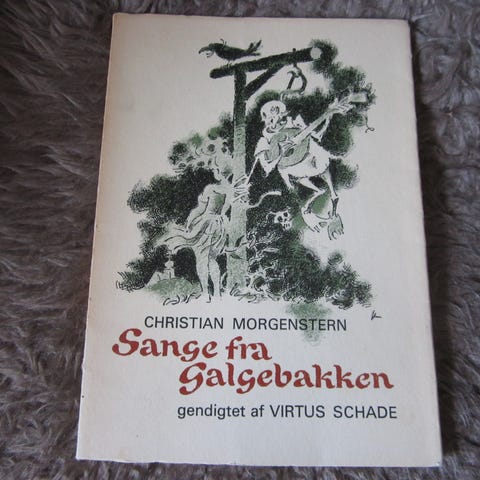 CHRISTIAN MORGENSTERN
Sange fra
Galgebakken
gendigtet af VIRTUS SCHADE